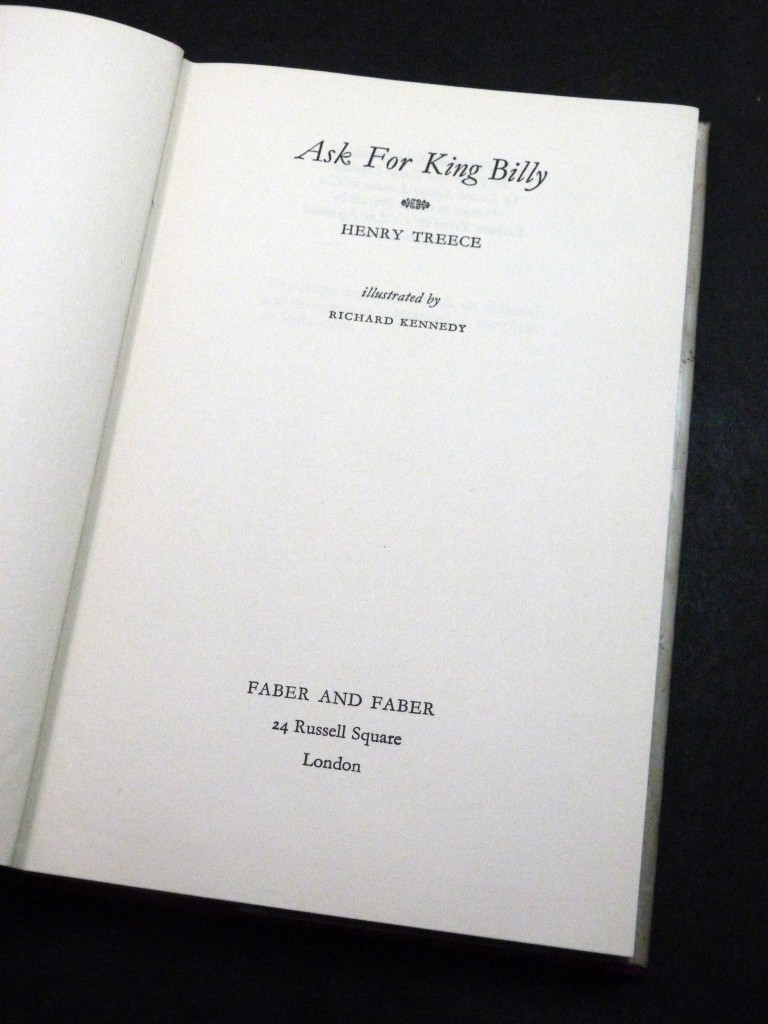 Ask For King Billy
HENRY TREECE
illustrated by
RICHARD KENNEDY
FABER AND FABER
24 Russell Square
London